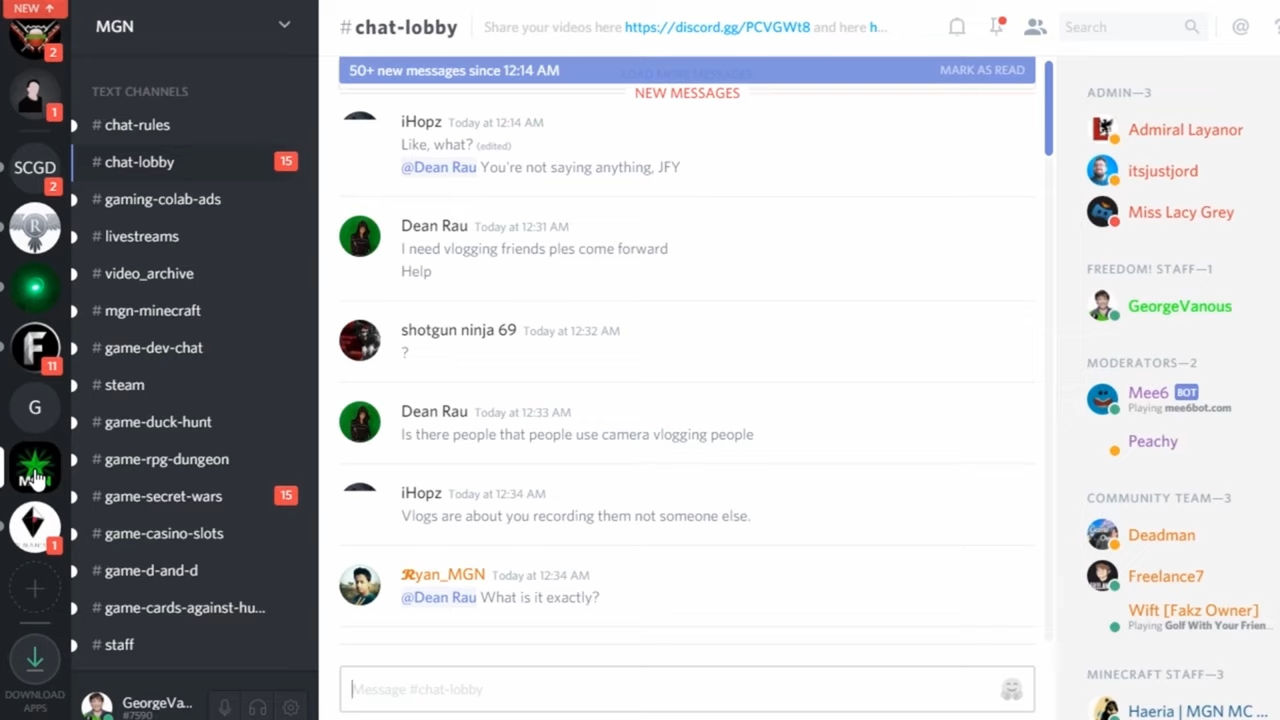 NEW ↑
2
1
SCGD
2
R
F
11
G
1
DOWNLOAD
APPS
MGN
TEXT CHANNELS
# chat-rules
# chat-lobby 15
# gaming-colab-ads
# livestreams
# video_archive
# mgn-minecraft
# game-dev-chat
# steam
# game-duck-hunt
# game-rpg-dungeon
# game-secret-wars 15
# game-casino-slots
# game-d-and-d
# game-cards-against-hu...
# staff
GeorgeVa...
#7590
# chat-lobby Share your videos here https://discord.gg/PCVGWt8 and here h...
Search
@
50+ new messages since 12:14 AM MARK AS READ
LOAD MORE MESSAGES
NEW MESSAGES
iHopz Today at 12:14 AM
Like, what? (edited)
@Dean Rau You're not saying anything, JFY
Dean Rau Today at 12:31 AM
I need vlogging friends ples come forward
Help
shotgun ninja 69 Today at 12:32 AM
?
Dean Rau Today at 12:33 AM
Is there people that people use camera vlogging people
iHopz Today at 12:34 AM
Vlogs are about you recording them not someone else.
Ryan_MGN Today at 12:34 AM
@Dean Rau What is it exactly?
Message #chat-lobby
ADMIN—3
Admiral Layanor
itsjustjord
Miss Lacy Grey
FREEDOM! STAFF—1
GeorgeVanous
MODERATORS—2
Mee6 BOT
Playing mee6bot.com
Peachy
COMMUNITY TEAM—3
Deadman
Freelance7
Wift [Fakz Owner]
Playing Golf With Your Frien...
MINECRAFT STAFF—3
Haeria | MGN MC ...